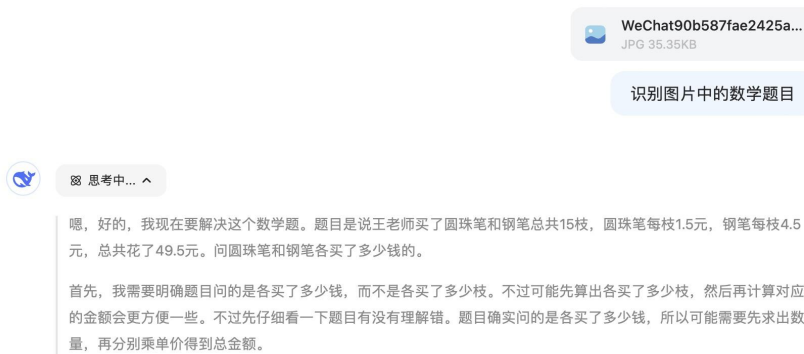 WeChat90b587fae2425a...
JPG 35.35KB
识别图片中的数学题目
思考中...
嗯，好的，我现在要解决这个数学题。题目是说王老师买了圆珠笔和钢笔总共15枝，圆珠笔每枝1.5元，钢笔每枝4.5
元，总共花了49.5元。问圆珠笔和钢笔各买了多少钱的。
首先，我需要明确题目问的是各买了多少钱，而不是各买了多少枝。不过可能先算出各买了多少枝，然后再计算对应
的金额会更方便一些。不过先仔细看一下题目有没有理解错。题目确实问的是各买了多少钱，所以可能需要先求出数
量，再分别乘单价得到总金额。